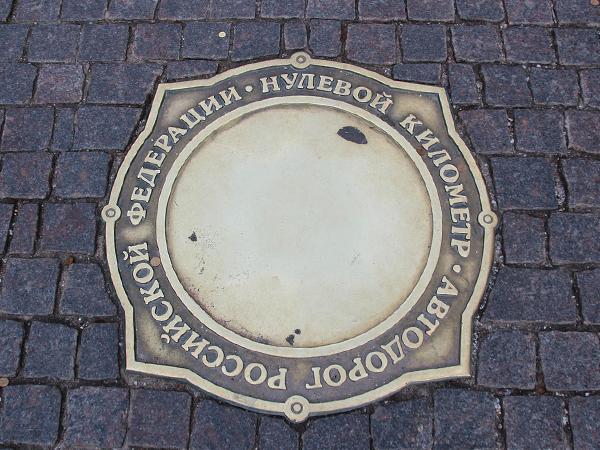 НУЛЕВОЙ КИЛОМЕТР · АВТОДОРОГ РОССИЙСКОЙ ФЕДЕРАЦИИ ·